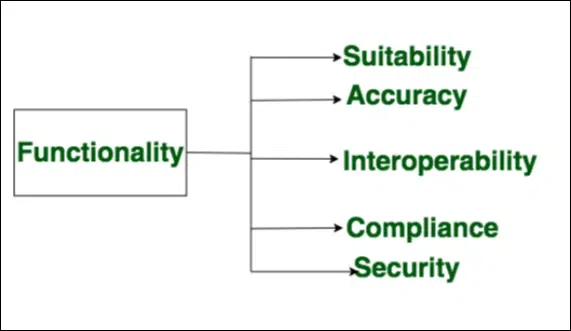 Functionality
Suitability
Accuracy
Interoperability
Compliance
Security